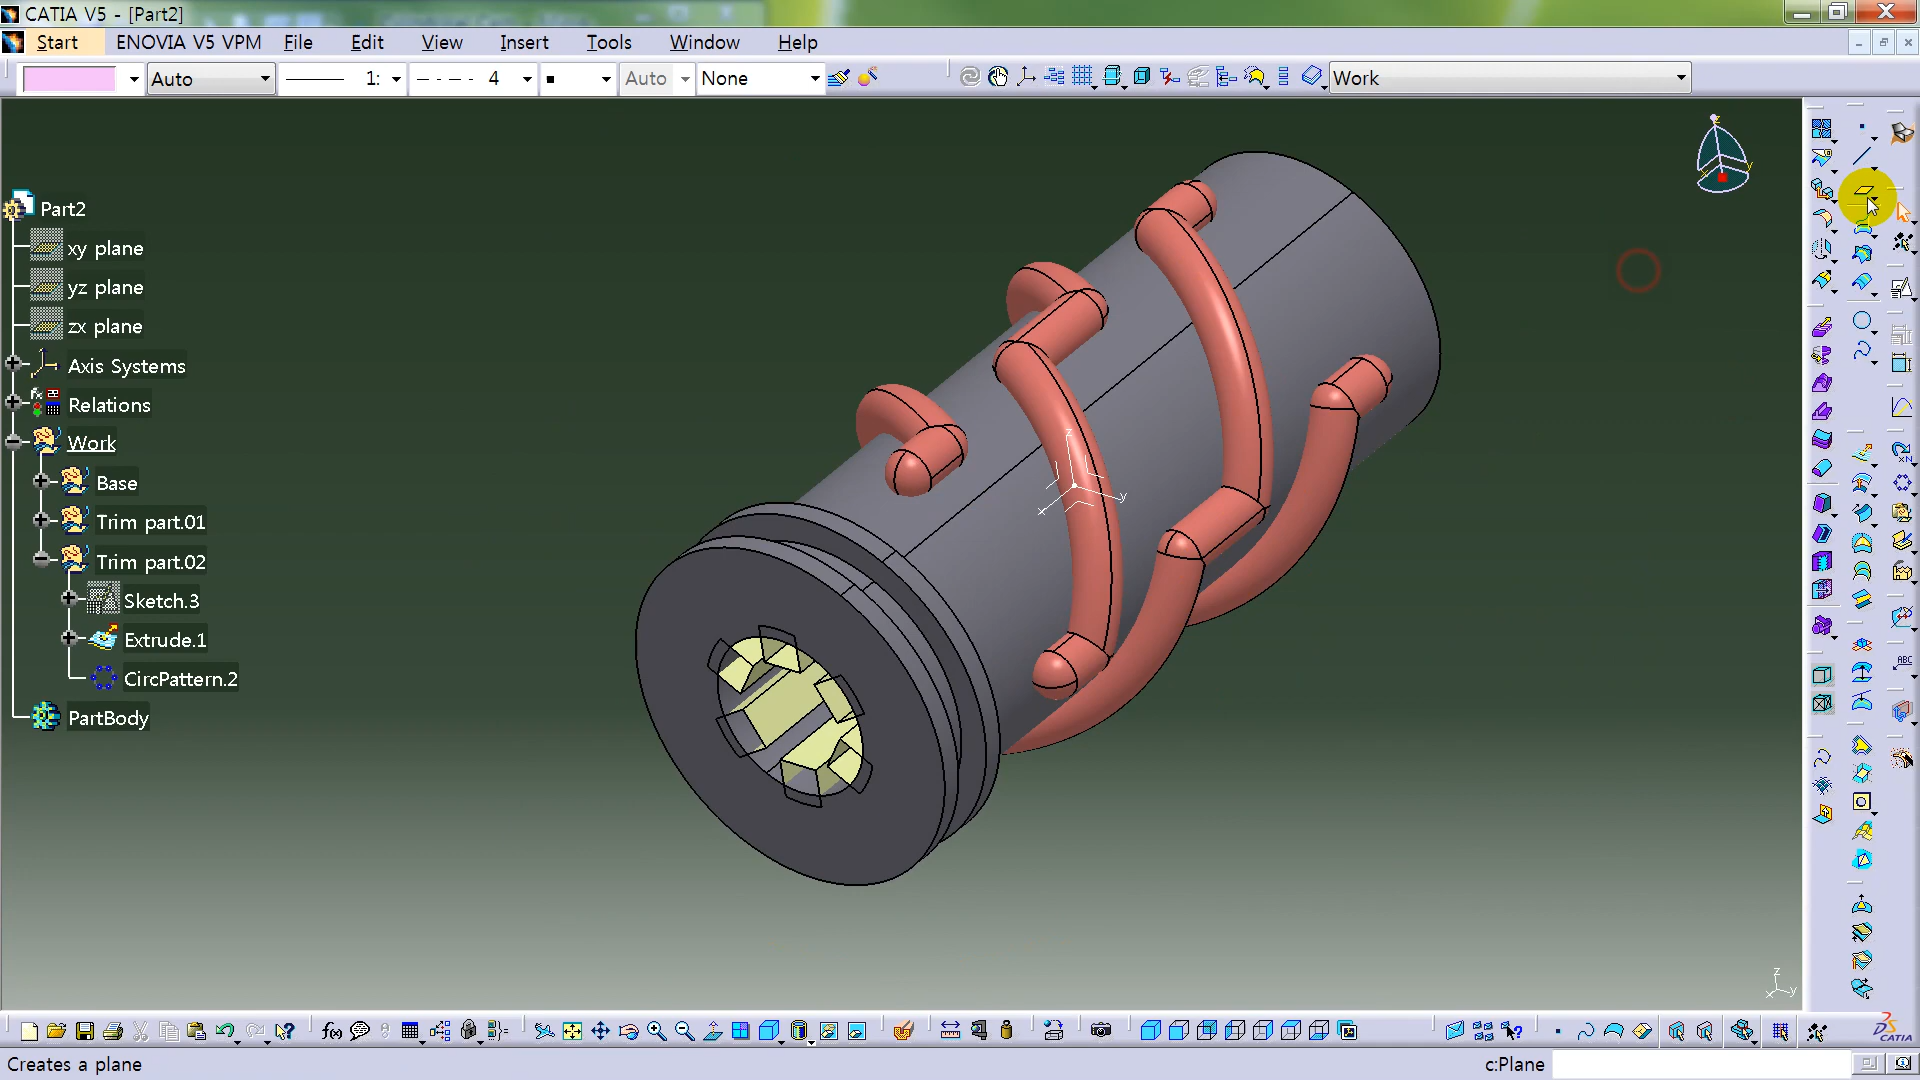 CATIA V5 - [Part2]
Start ENOVIA V5 VPM File Edit View Insert Tools Window Help
Auto 1: 4 Auto None Work
Part2
xy plane
yz plane
zx plane
Axis Systems
Relations
Work
Base
Trim part.01
Trim part.02
Sketch.3
Extrude.1
CircPattern.2
PartBody
z
y
x
z
x y
ABC
f(x)
CATIA
Creates a plane
c:Plane